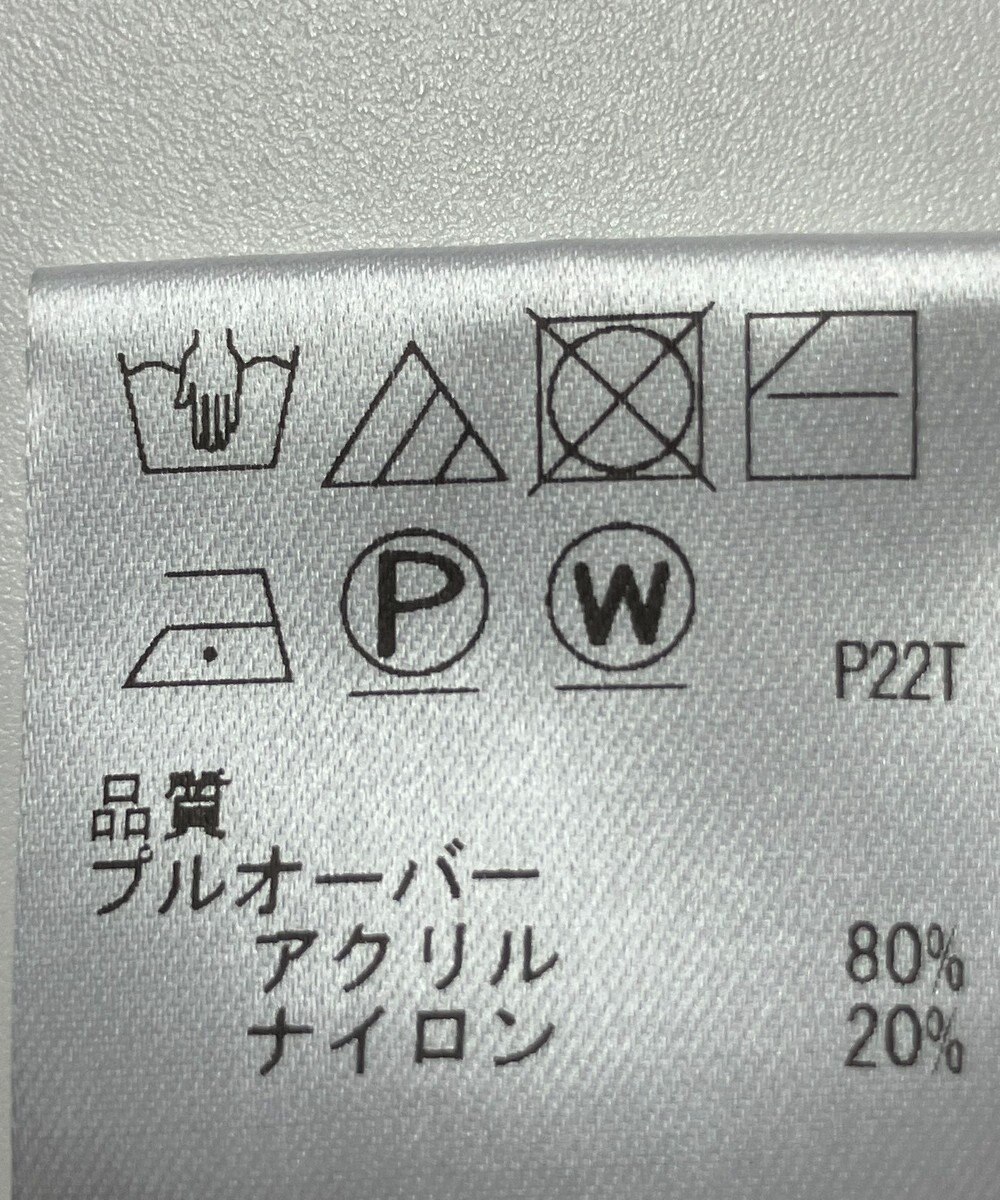 P W P22T
品質
プルオーバー
アクリル 80%
ナイロン 20%